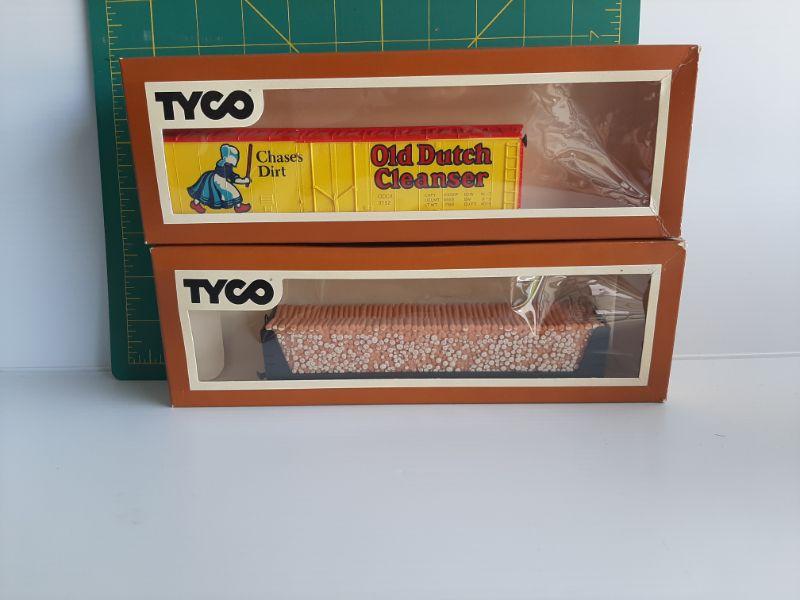 TYCO
Chase's
Dirt
Old Dutch
Cleanser
TYCO